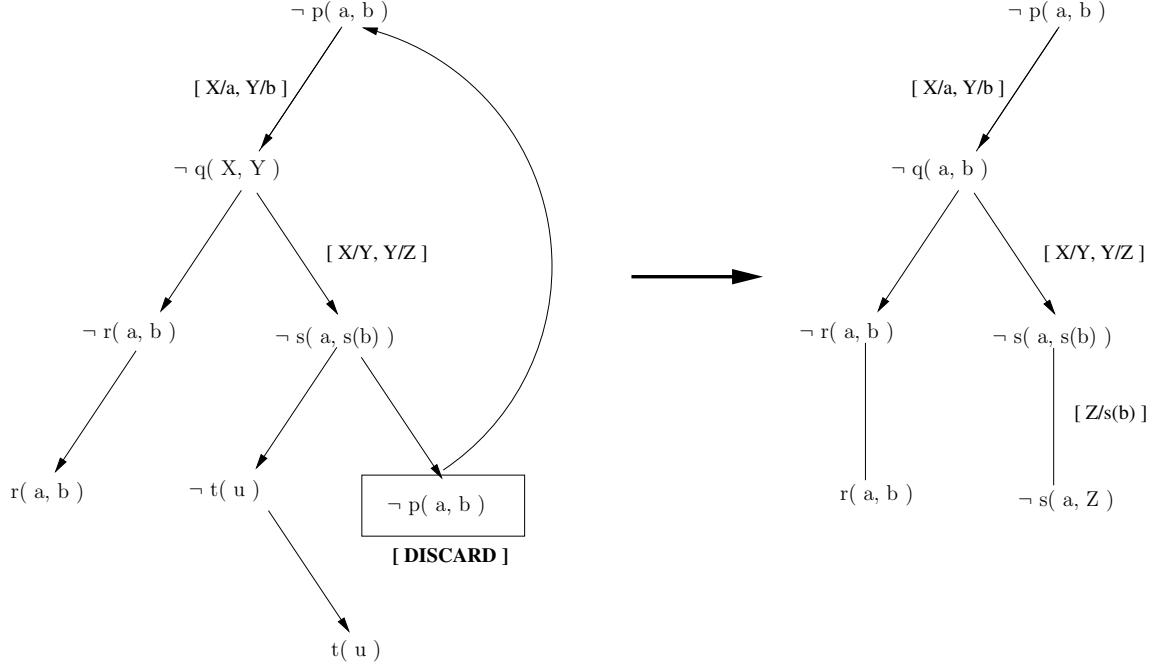 ¬ p( a, b )
¬ p( a, b )
[ X/a, Y/b ]
[ X/a, Y/b ]
¬ q( X, Y )
¬ q( a, b )
[ X/Y, Y/Z ]
[ X/Y, Y/Z ]
¬ r( a, b )
¬ s( a, s(b) )
¬ r( a, b )
¬ s( a, s(b) )
[ Z/s(b) ]
r( a, b )
¬ t( u )
¬ p( a, b )
r( a, b )
¬ s( a, Z )
[ DISCARD ]
t( u )